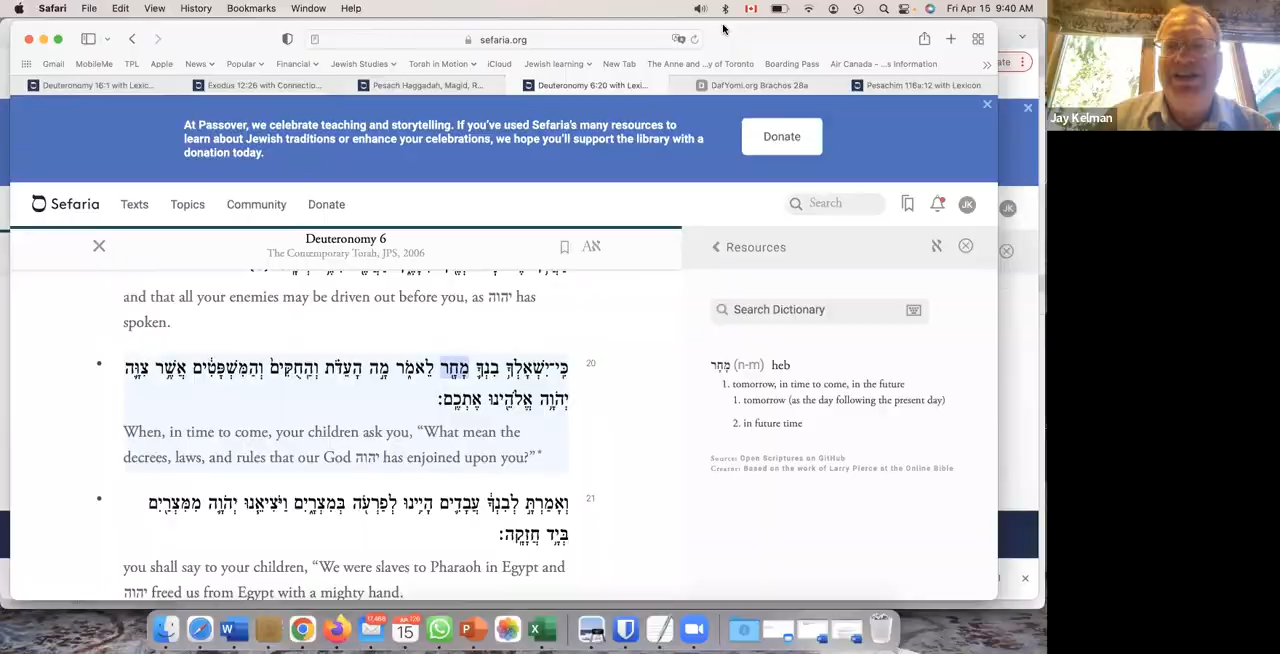 Safari File Edit View History Bookmarks Window Help Fri Apr 15 9:40 AM
sefaria.org
Gmail MobileMe TPL Apple News Popular Financial Jewish Studies Torah in Motion iCloud Jewish learning New Tab The Anne and ...y of Toronto Boarding Pass Air Canada - ...s Information
Deuteronomy 16:1 with Lexic... Exodus 12:26 with Connectio... Pesach Haggadah, Magid, R... Deuteronomy 6:20 with Lexi... DafYomi.org Brachos 28a Pesachim 116a:12 with Lexicon
Jay Kelman
At Passover, we celebrate teaching and storytelling. If you've used Sefaria's many resources to
learn about Jewish traditions or enhance your celebrations, we hope you'll support the library with a
donation today.
Donate
Sefaria Texts Topics Community Donate Search JK
JK
Deuteronomy 6
The Contemporary Torah, JPS, 2006
AX
Resources
and that all your enemies may be driven out before you, as יהוה has
spoken.
20
כִּֽי־יִשְׁאָלְךָ֥ בִנְךָ֛ מָחָ֖ר לֵאמֹ֑ר מָ֣ה הָעֵדֹ֗ת וְהַֽחֻקִּים֙ וְהַמִּשְׁפָּטִ֔ים אֲשֶׁ֥ר צִוָּ֛ה
יְהֹוָ֥ה אֱלֹהֵ֖ינוּ אֶתְכֶֽם׃
When, in time to come, your children ask you, “What mean the
decrees, laws, and rules that our God יהוה has enjoined upon you?”*
21
וְאָמַרְתָּ֣ לְבִנְךָ֔ עֲבָדִ֛ים הָיִ֥ינוּ לְפַרְעֹ֖ה בְּמִצְרָ֑יִם וַיֹּצִיאֵ֧נוּ יְהֹוָ֛ה מִמִּצְרַ֖יִם
בְּיָ֥ד חֲזָקָֽה׃
you shall say to your children, “We were slaves to Pharaoh in Egypt and
יהוה freed us from Egypt with a mighty hand.
Search Dictionary
מָחָר (n-m) heb
1. tomorrow, in time to come, in the future
1. tomorrow (as the day following the present day)
2. in future time
Source: Open Scriptures on GitHub
Creator: Based on the work of Larry Pierce at the Online Bible
17,468
15